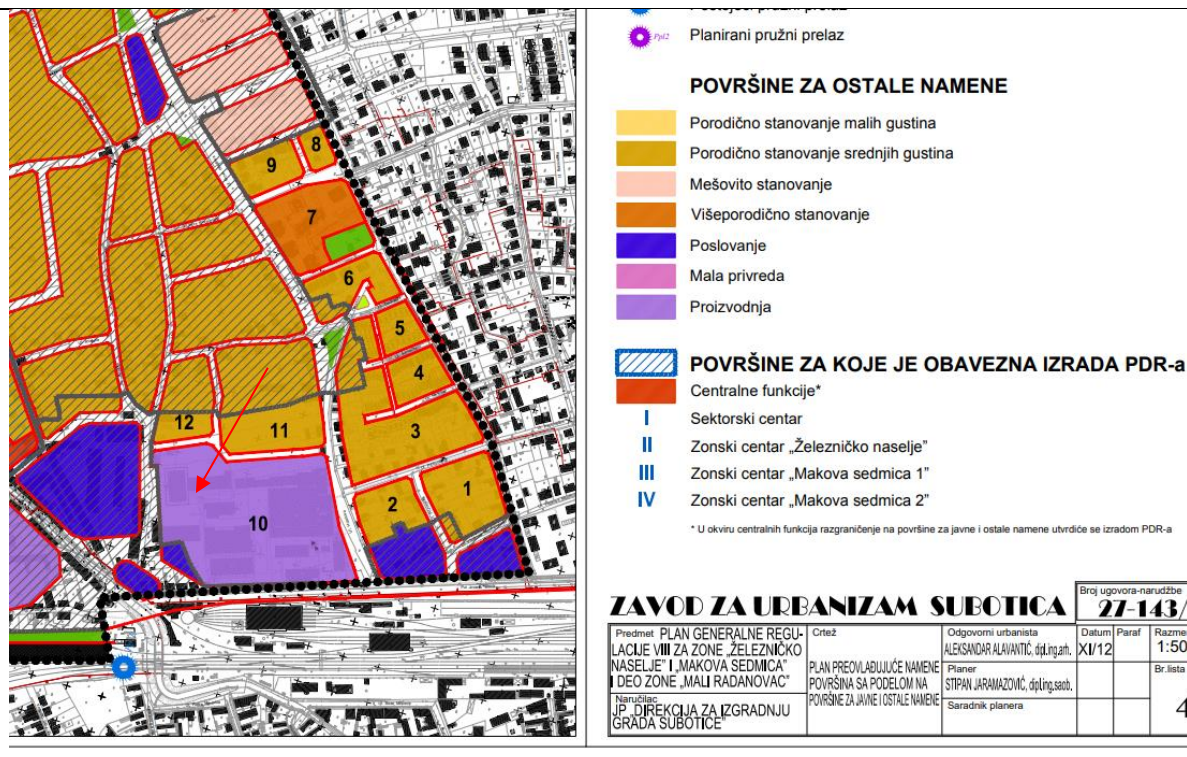 Ppl2 Planirani pružni prelaz
POVRŠINE ZA OSTALE NAMENE
Porodično stanovanje malih gustina
Porodično stanovanje srednjih gustina
Mešovito stanovanje
Višeporodično stanovanje
Poslovanje
Mala privreda
Proizvodnja
POVRŠINE ZA KOJE JE OBAVEZNA IZRADA PDR-a
Centralne funkcije*
I Sektorski centar
II Zonski centar „Železničko naselje”
III Zonski centar „Makova sedmica 1”
IV Zonski centar „Makova sedmica 2”
* U okviru centralnih funkcija razgraničenje na površine za javne i ostale namene utvrdiće se izradom PDR-a
8
9
7
6
5
4
12
11
3
1
2
10
ZAVOD ZA URBANIZAM SUBOTICA
Broj ugovora-narudžbe
27-143/
Predmet PLAN GENERALNE REGU-
LACIJE VIII ZA ZONE „ŽELEZNIČKO
NASELJE” I „MAKOVA SEDMICA”
I DEO ZONE „MALI RADANOVAC”
Naručilac
JP „DIREKCIJA ZA IZGRADNJU
GRADA SUBOTICE”
Crtež
PLAN PREOVLAĐUJUĆE NAMENE
POVRŠINA SA PODELOM NA
POVRŠINE ZA JAVNE I OSTALE NAMENE
Odgovorni urbanista
ALEKSANDAR ALAVANTIĆ, dipl.ing.arh.
Planer
STIPAN JARAMAZOVIĆ, dipl.ing.saob.
Saradnik planera
Datum
XI/12
Paraf
Razmer
1:50
Br.lista
4